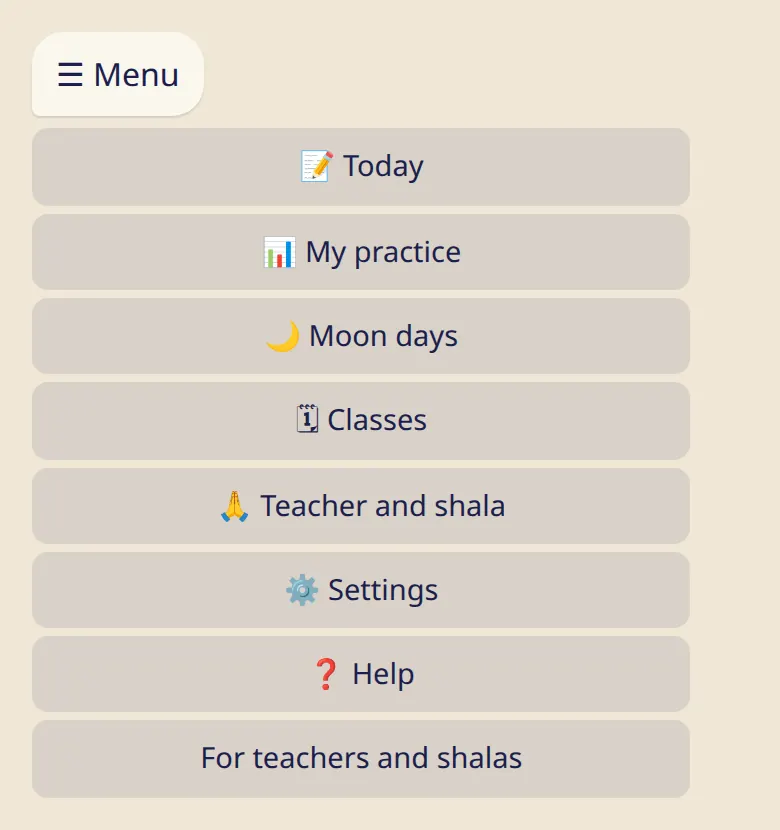 ☰ Menu
📝 Today
📊 My practice
🌙 Moon days
🗓 Classes
🙏 Teacher and shala
⚙️ Settings
❓ Help
For teachers and shalas